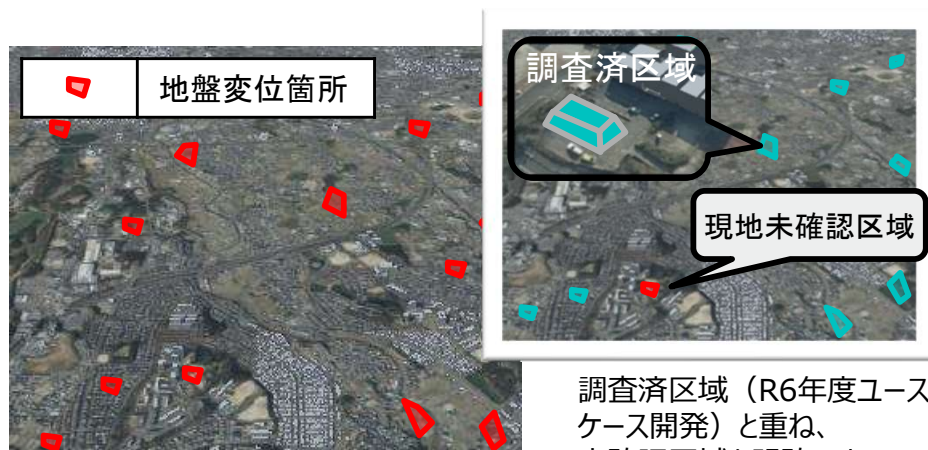 地盤変位箇所
調査済区域
現地未確認区域
調査済区域（R6年度ユース
ケース開発）と重ね、